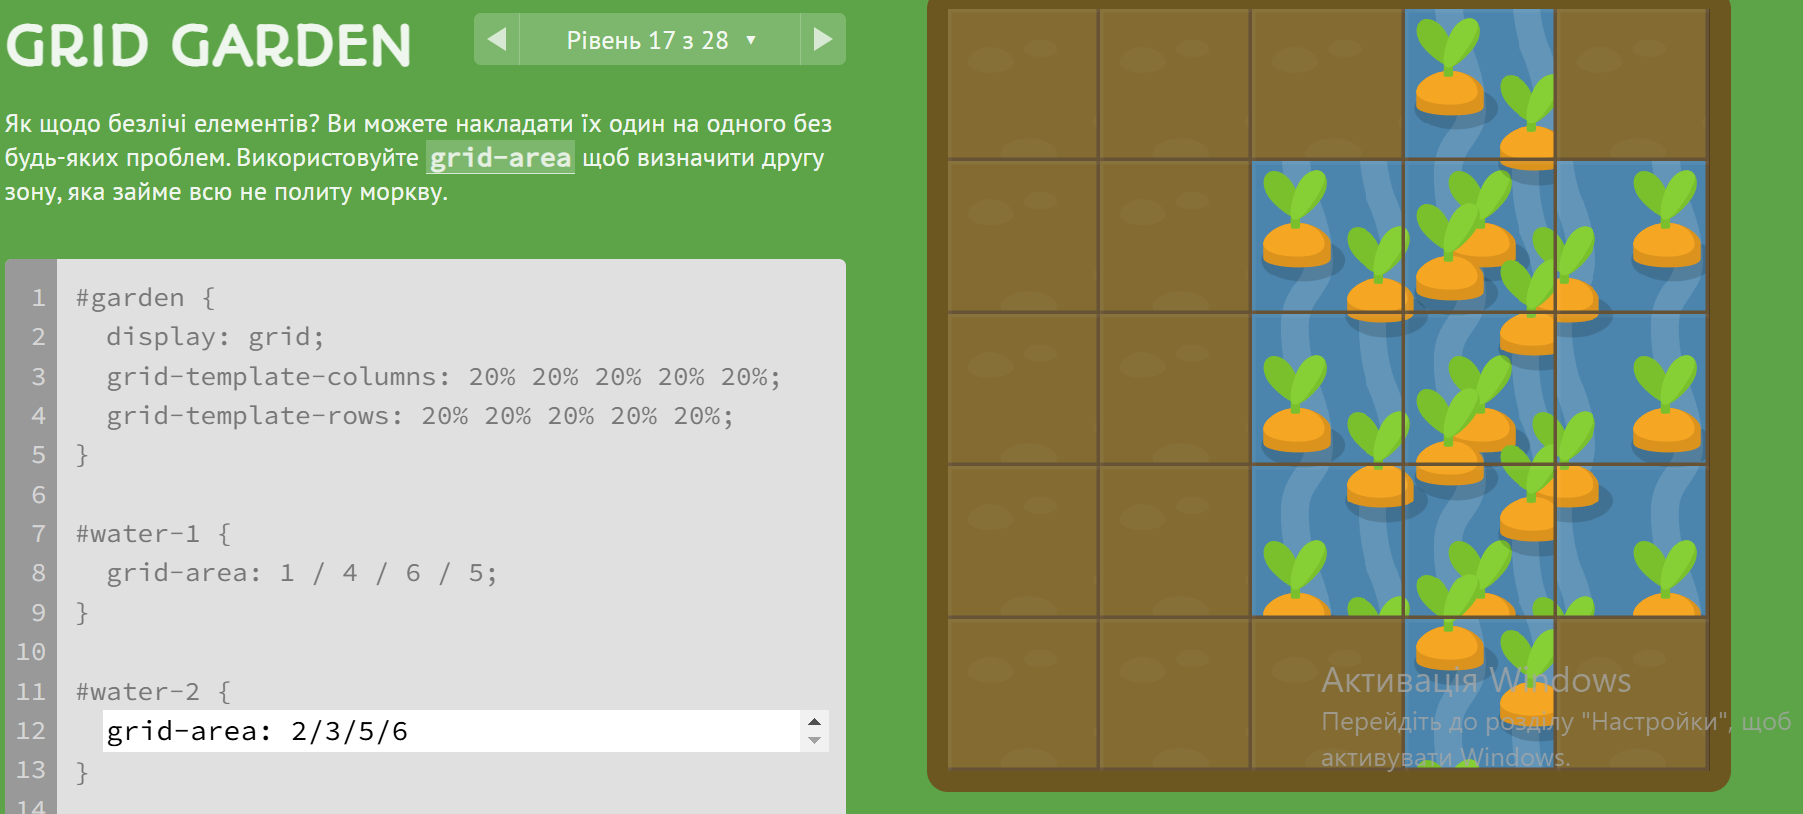 GRID GARDEN
Рівень 17 з 28 ▼
Як щодо безлічі елементів? Ви можете накладати їх один на одного без
будь-яких проблем. Використовуйте grid-area щоб визначити другу
зону, яка займе всю не политу моркву.
1 #garden {
2 display: grid;
3 grid-template-columns: 20% 20% 20% 20% 20%;
4 grid-template-rows: 20% 20% 20% 20% 20%;
5 }
6
7 #water-1 {
8 grid-area: 1 / 4 / 6 / 5;
9 }
10
11 #water-2 {
12 grid-area: 2/3/5/6
13 }
14
Активація Windows
Перейдіть до розділу "Настройки", щоб
активувати Windows.